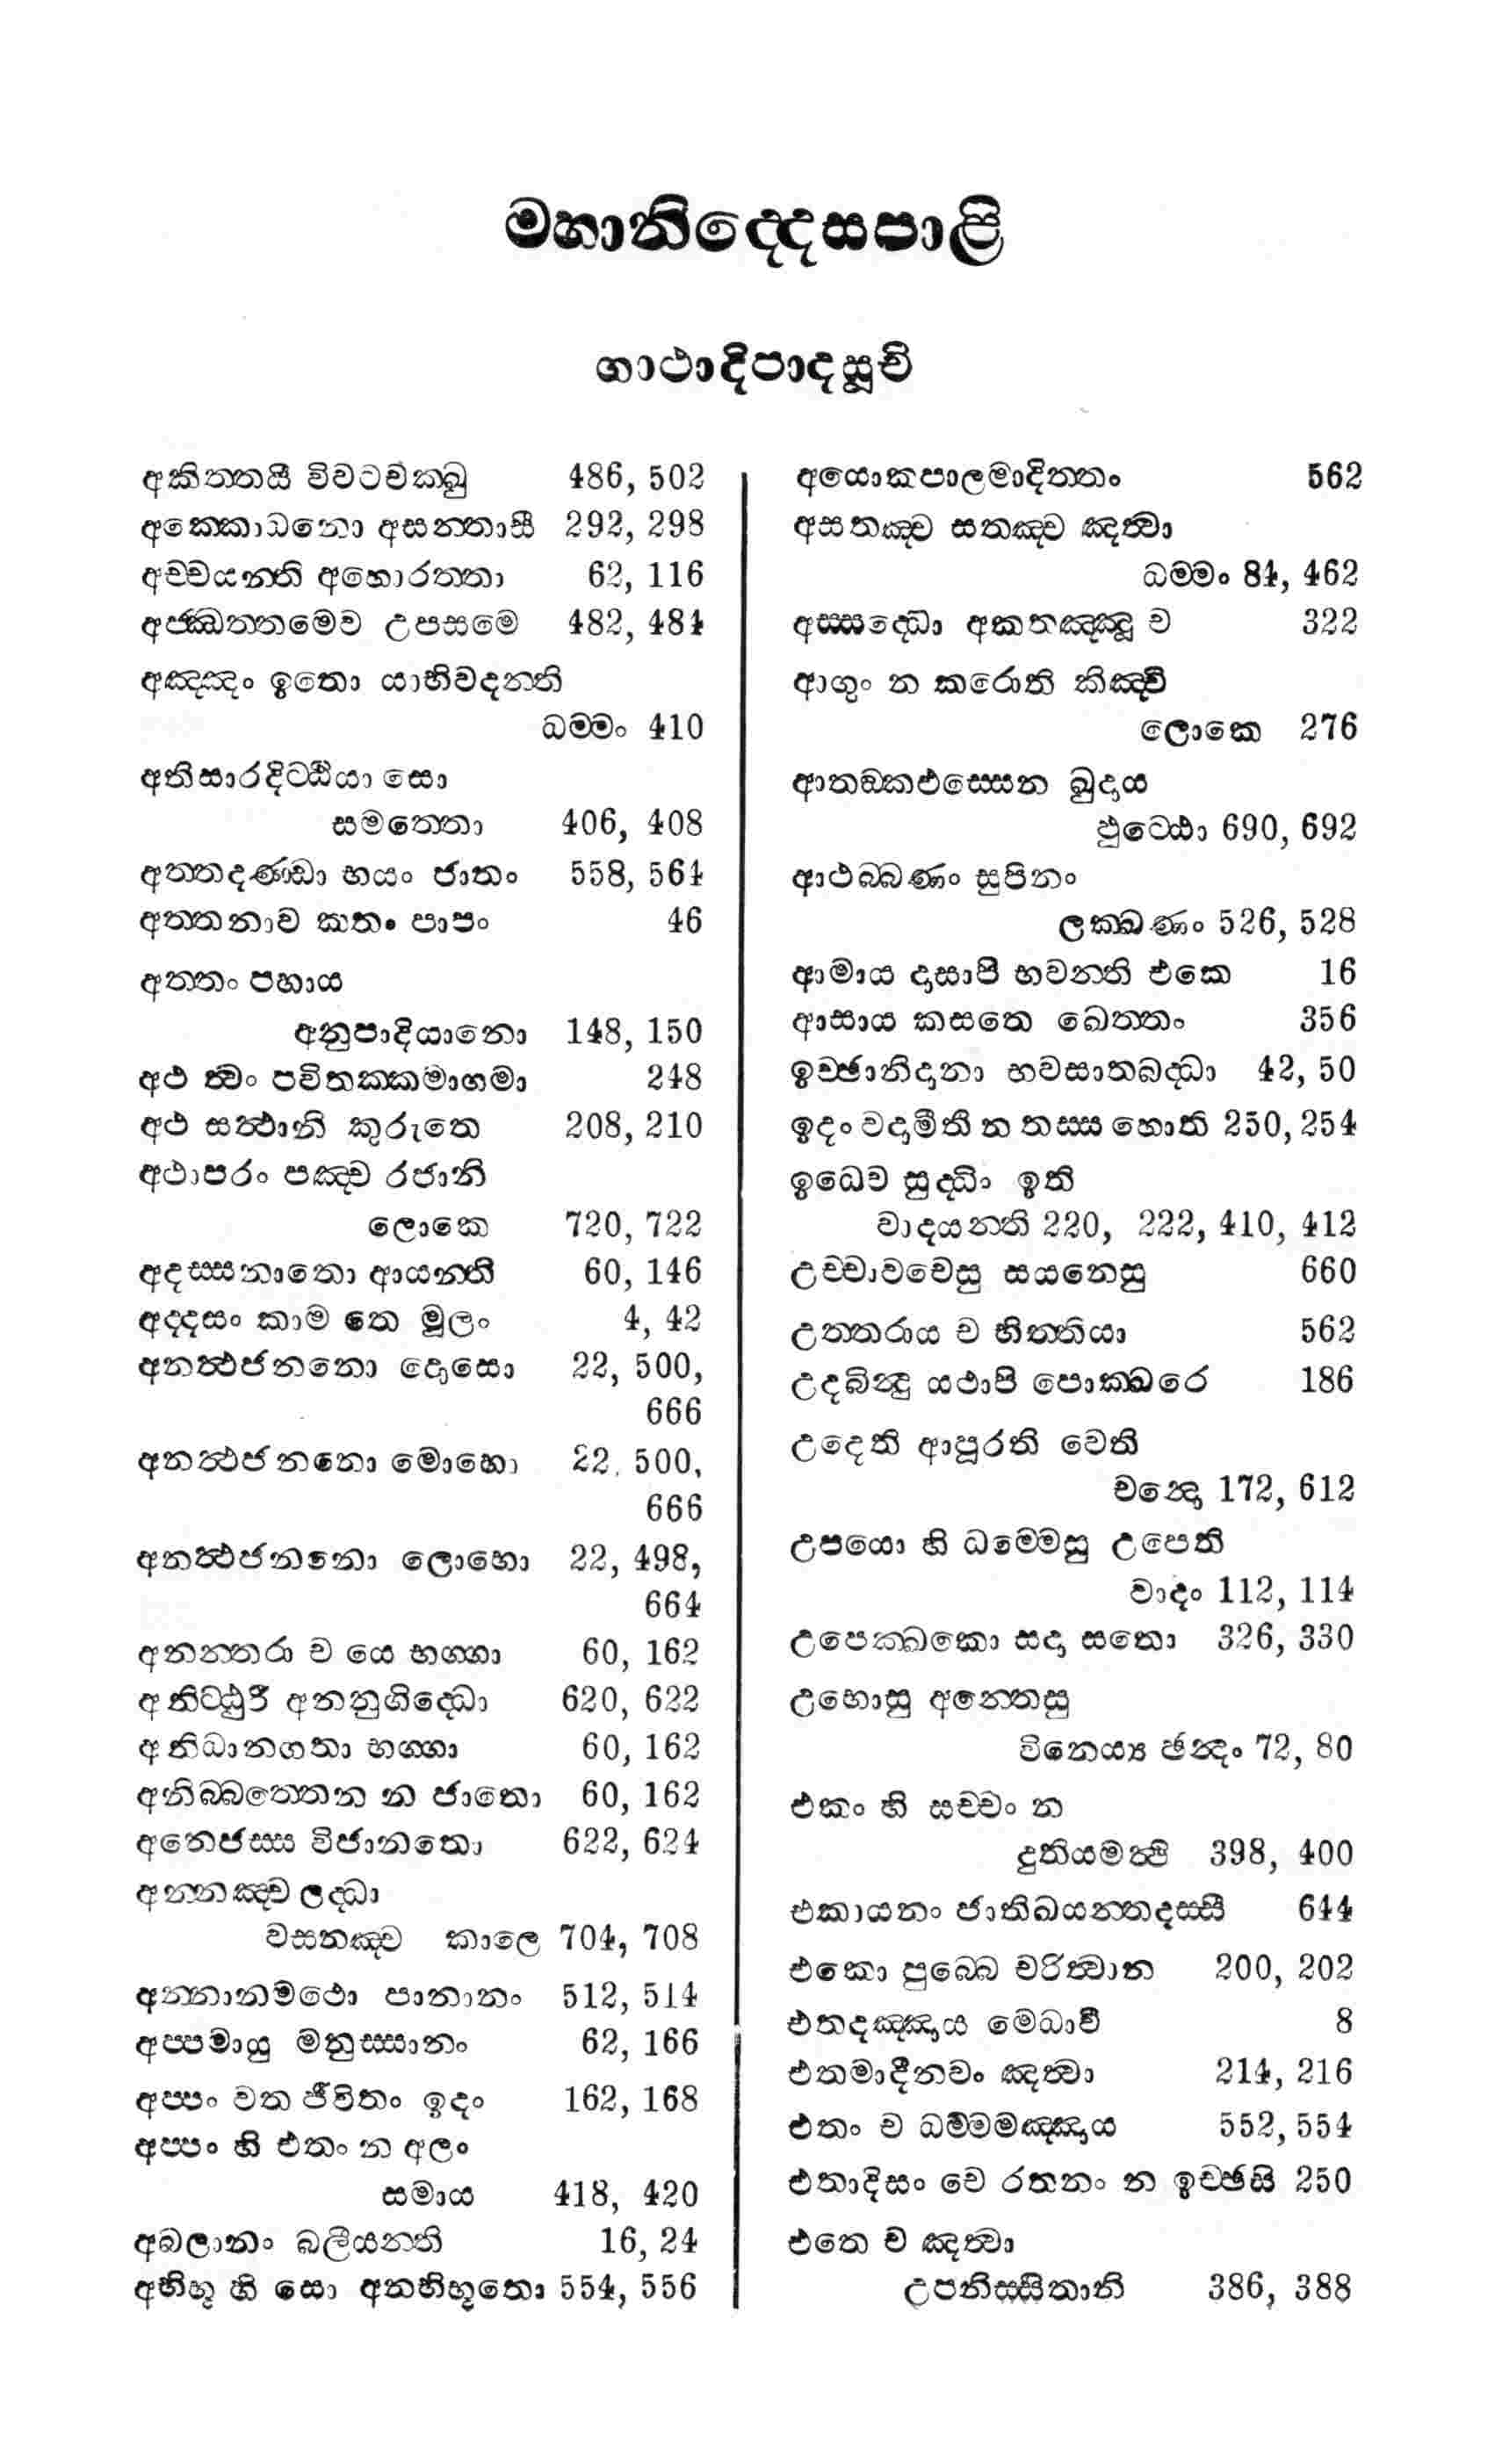 මහානිද්දෙසපාළි
ගාථාදිපාදසූචි
අකිත්තයී විවටචක්ඛු 486, 502
අක්කොධනො අසන්තාසී 292, 298
අච්චයන්ති අහොරත්තා 62, 116
අජ්ඣත්තමෙව උපසමෙ 482, 484
අඤ්ඤං ඉතො යාභිවදන්ති
ධම්මං 410
අතිසාරදිට්ඨියා සො
සමත්තො 406, 408
අත්තදණ්ඩා භයං ජාතං 558, 564
අත්තනාව කතං පාපං 46
අත්තං පහාය
අනුපාදියානො 148, 150
අථ ත්වං පවිතක්කමාගමා 248
අථ සත්ථානි කුරුතෙ 208, 210
අථාපරං පඤ්ච රජානි
ලොකෙ 720, 722
අදස්සනාතො ආයන්ති 60, 146
අද්දසං කාම තෙ මූලං 4, 42
අනත්ථජනනො දොසො 22, 500,
666
අනත්ථජනනො මොහො 22, 500,
666
අනත්ථජනනො ලොභො 22, 498,
664
අනන්තරා ච යෙ භග්ගා 60, 162
අනිට්ඨුරී අනනුගිද්ධො 620, 622
අනිධානගතා භග්ගා 60, 162
අනිබ්බත්තෙන න ජාතො 60, 162
අනෙජස්ස විජානතො 622, 624
අන්නඤ්ච ලද්ධා
වසනඤ්ච කාලෙ 704, 708
අන්නානමථො පානානං 512, 514
අප්පමායු මනුස්සානං 62, 166
අප්පං වත ජීවිතං ඉදං 162, 168
අප්පං හි එතං න අලං
සමාය 418, 420
අබලානං බලීයන්ති 16, 24
අභිභූ හි සො අනභිභූතො 554, 556
අයොකපාලමාදිත්තං 562
අසතඤ්ච සතඤ්ච ඤත්වා
ධම්මං 84, 462
අස්සද්ධො අකතඤ්ඤූ ච 322
ආගුං න කරොති කිඤ්චි
ලොකෙ 276
ආතඞ්කඵස්සෙන ඛුදාය
ඵුට්ඨො 690, 692
ආථබ්බණං සුපිනං
ලක්ඛණං 526, 528
ආමාය දාසාපි භවන්ති එකෙ 16
ආසාය කසතෙ ඛෙත්තං 356
ඉච්ඡානිදානා භවසාතබද්ධා 42, 50
ඉදං වදාමීති න තස්ස හොති 250, 254
ඉධෙව සුද්ධිං ඉති
වාදයන්ති 220, 222, 410, 412
උච්චාවචෙසු සයනෙසු 660
උත්තරාය ච භිත්තියා 562
උදබින්දු යථාපි පොක්ඛරෙ 186
උදෙති ආපූරති වෙති
චන්දො 172, 612
උපයො හි ධම්මෙසු උපෙති
වාදං 112, 114
උපෙක්ඛකො සදා සතො 326, 330
උභොසු අන්තෙසු
විනෙය්‍ය ඡන්දං 72, 80
එකං හි සච්චං න
දුතියමත්ථි 398, 400
එකායනං ජාතිඛයන්තදස්සී 644
එකො පුබ්බෙ චරිත්වාන 200, 202
එතදඤ්ඤාය මෙධාවී 8
එතමාදීනවං ඤත්වා 214, 216
එතං ච ධම්මමඤ්ඤාය 552, 554
එතාදිසං චෙ රතනං න ඉච්ඡසි 250
එතෙ ච ඤත්වා
උපනිස්සිතානි 386, 388